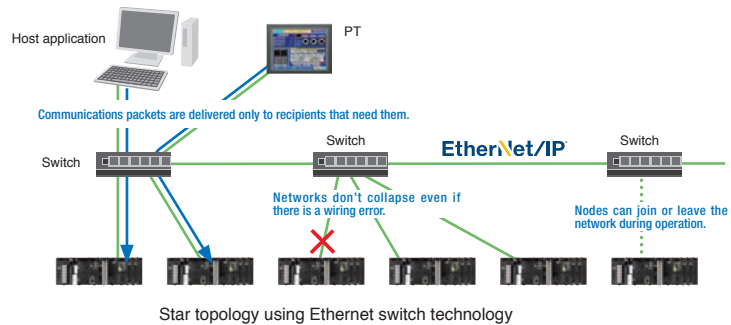 Host application
PT
Communications packets are delivered only to recipients that need them.
Switch
Switch
EtherNet/IP
Switch
Networks don't collapse even if
there is a wiring error.
Nodes can join or leave the
network during operation.
Star topology using Ethernet switch technology